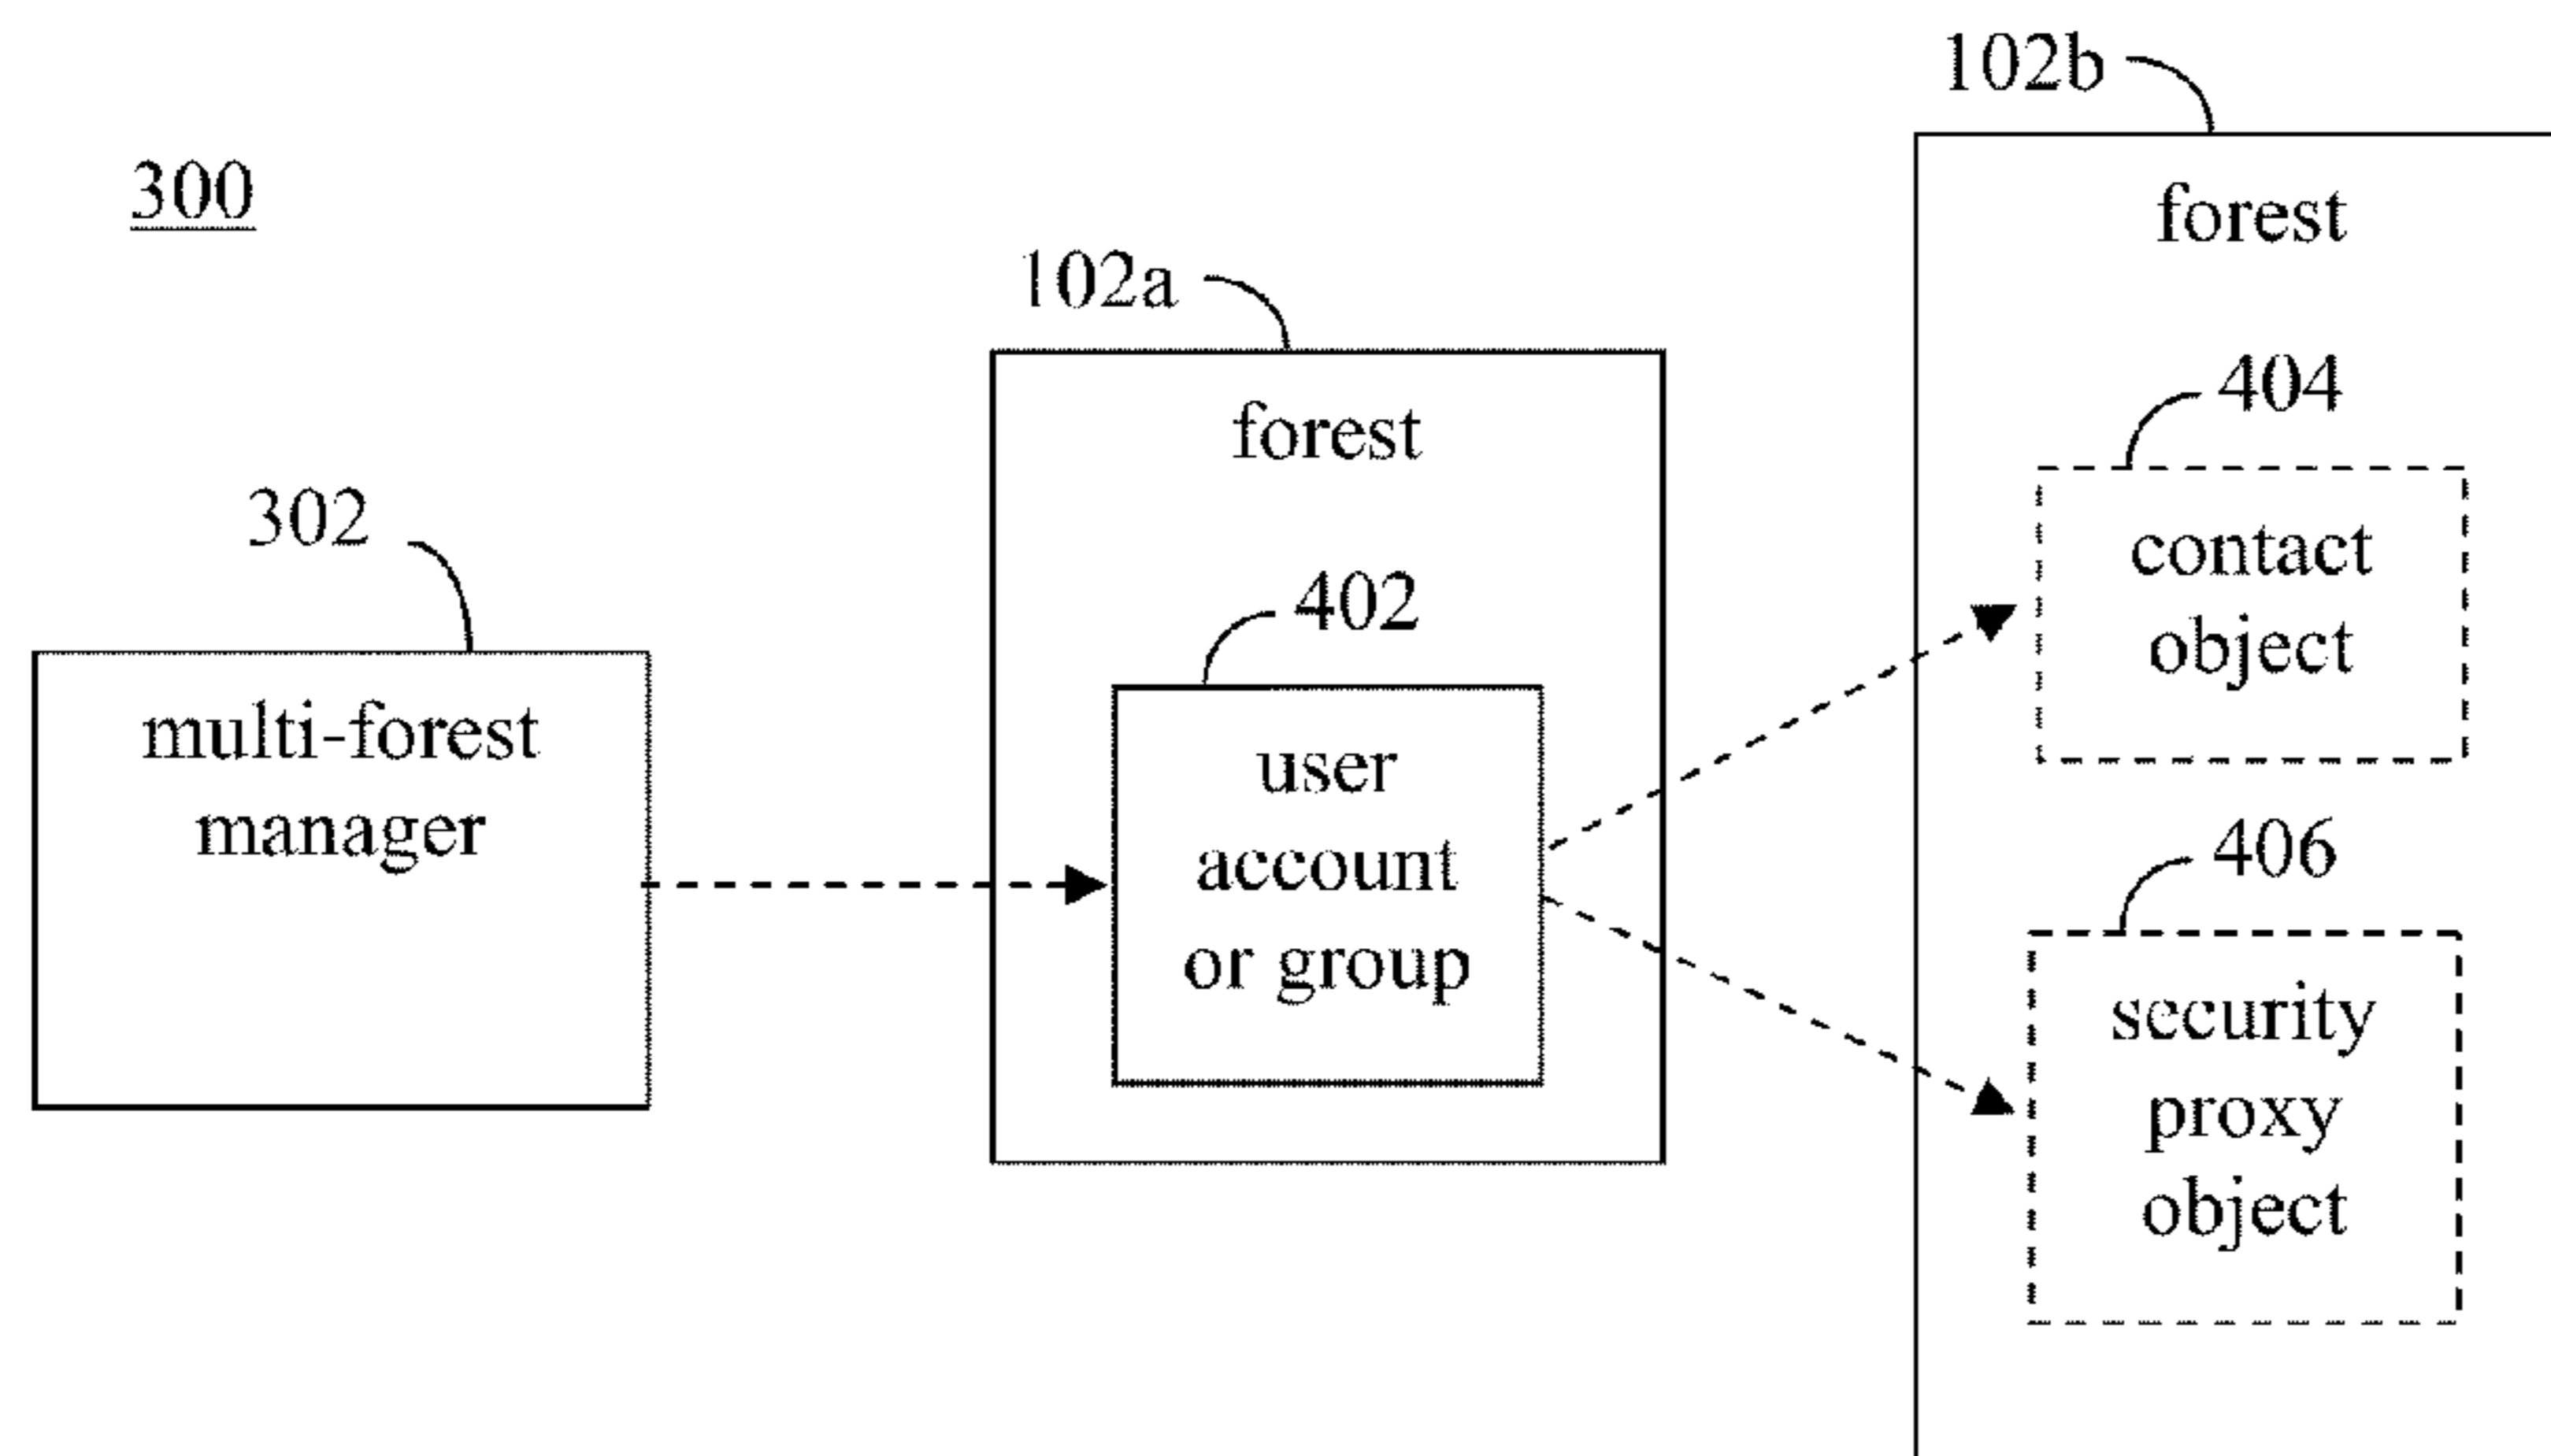 300
302
multi-forest
manager
102a
forest
402
user
account
or group
102b
forest
404
contact
object
406
security
proxy
object